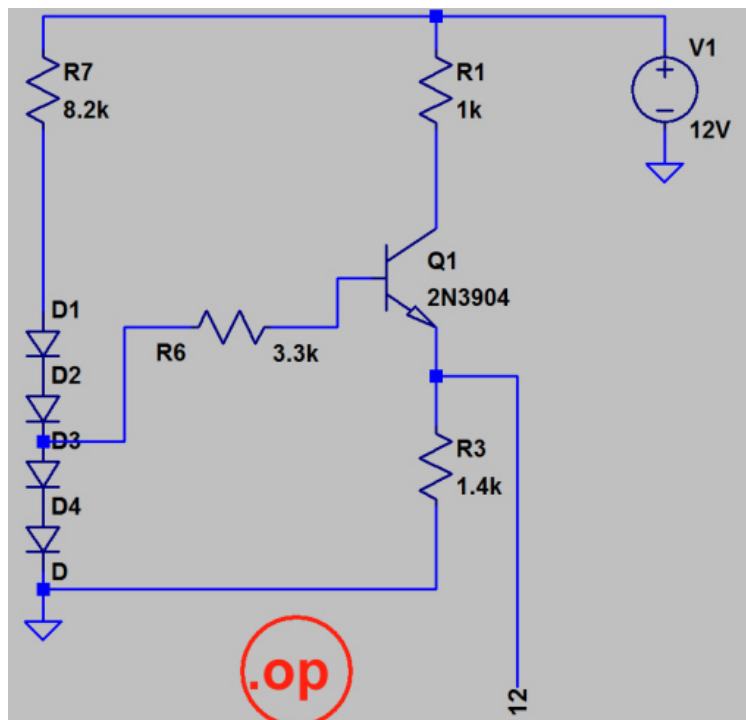 R7
8.2k
R1
1k
V1
+
−
12V
Q1
2N3904
D1
R6
3.3k
D2
D3
R3
1.4k
D4
D
.op
12